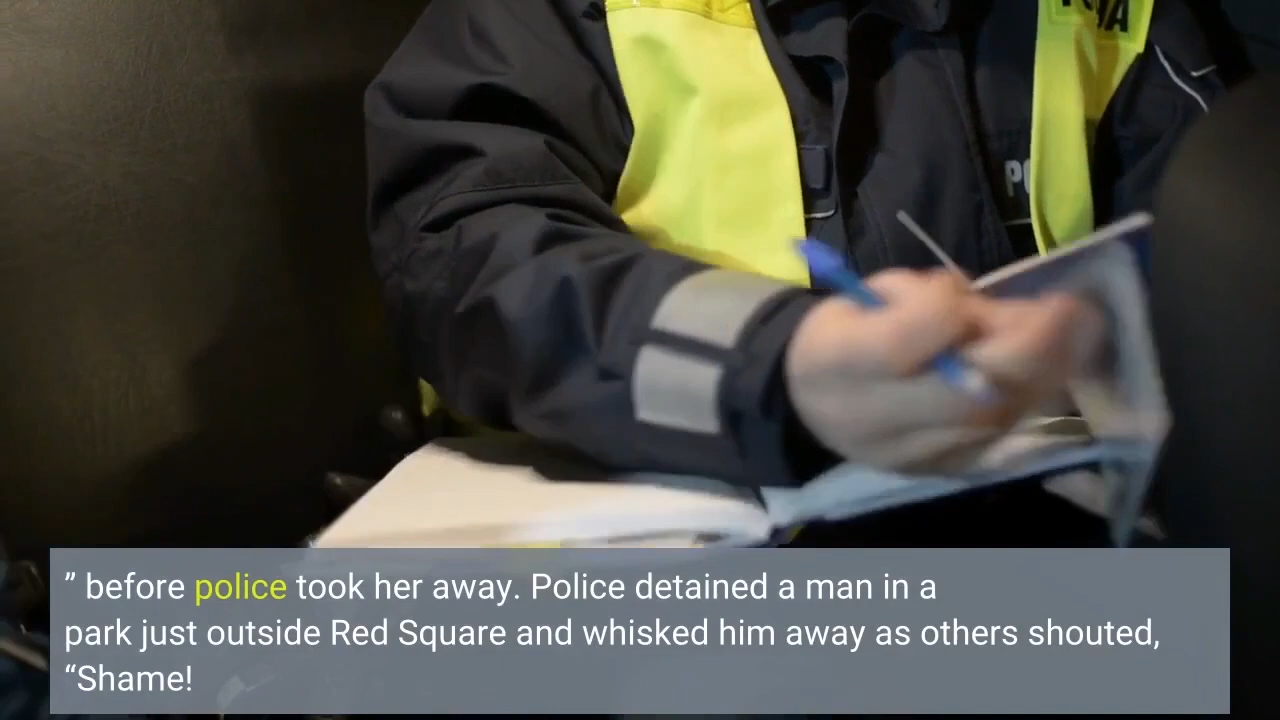 ” before police took her away. Police detained a man in a
park just outside Red Square and whisked him away as others shouted,
“Shame!